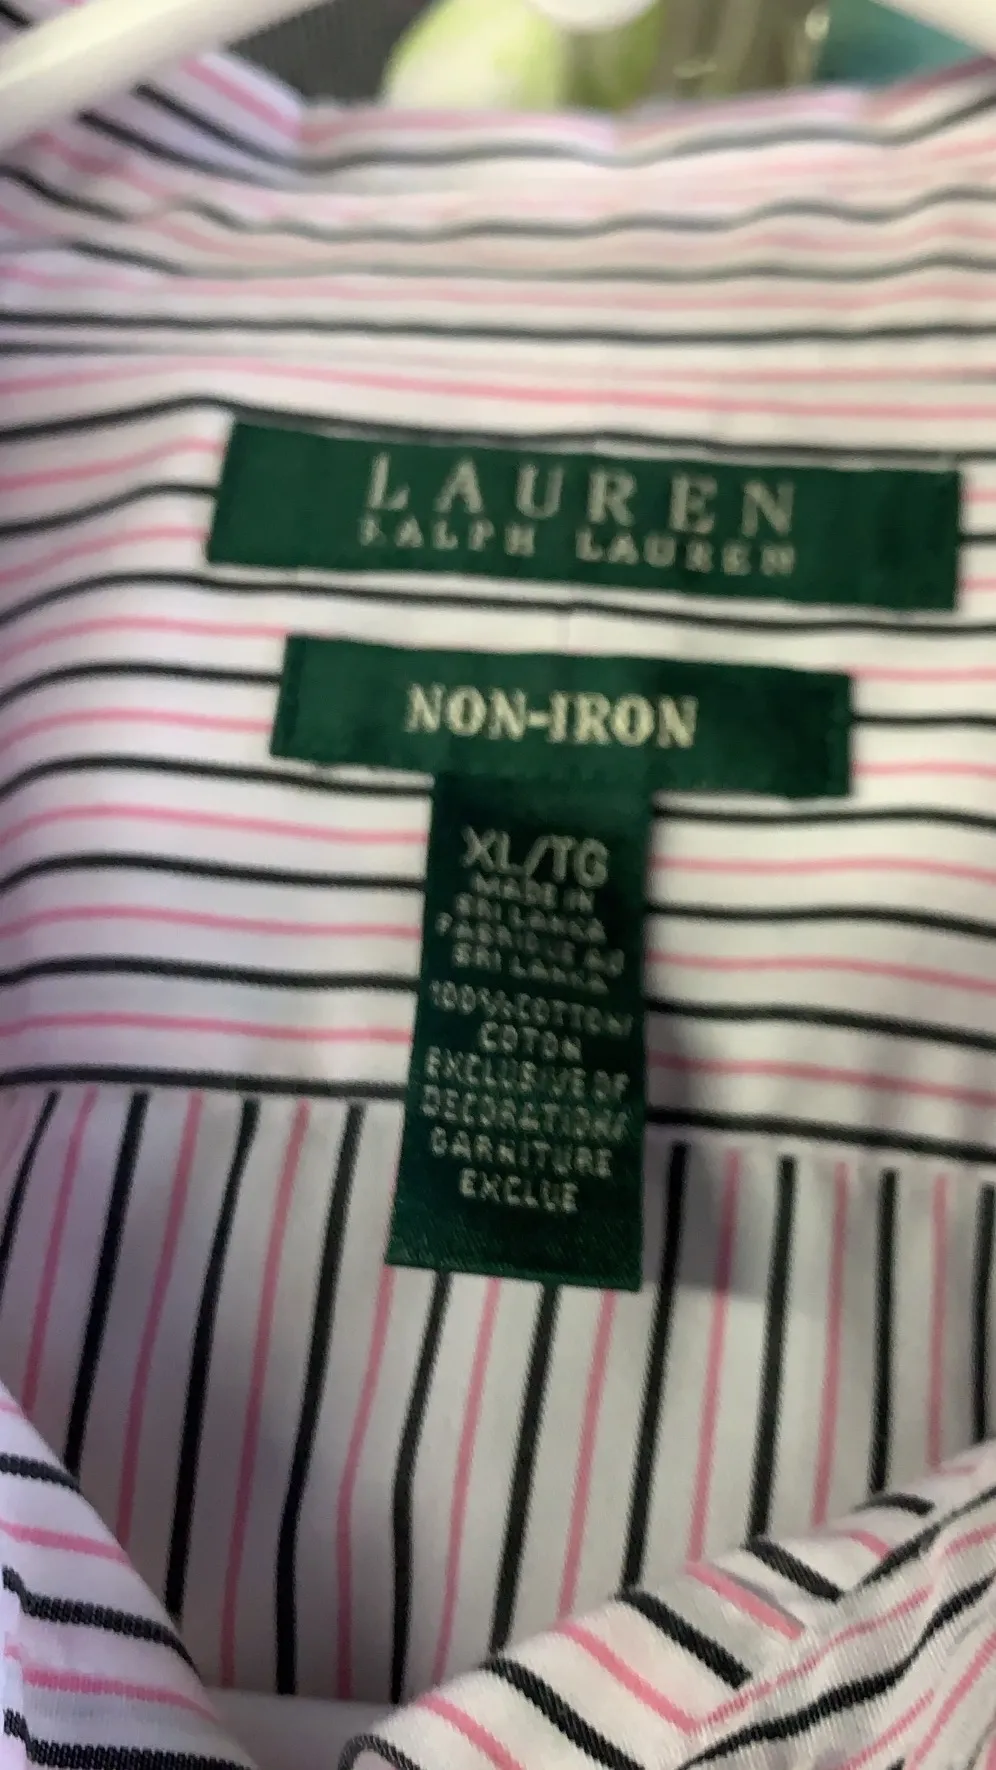 LAUREN
RALPH LAUREN
NON-IRON
XL/TG
MADE IN
SRI LANKA
FABRIQUE AU
SRI LANKA
100% COTTON/
COTON
EXCLUSIVE OF
DECORATION/
GARNITURE
EXCLUE